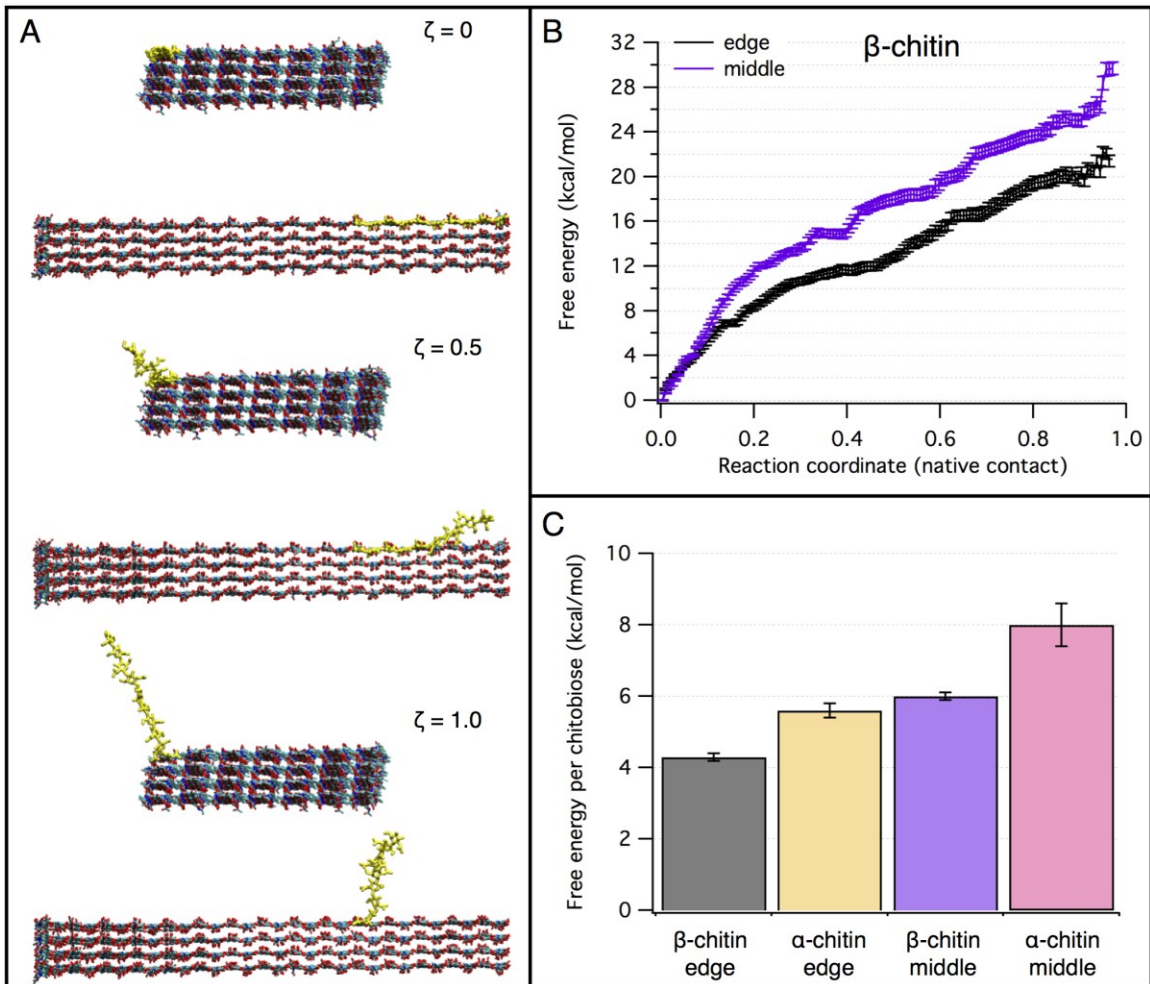 A
ζ = 0
ζ = 0.5
ζ = 1.0
B
edge
middle
β-chitin
32
28
24
20
16
12
8
4
0
Free energy (kcal/mol)
0.0 0.2 0.4 0.6 0.8 1.0
Reaction coordinate (native contact)
C
10
8
6
4
2
0
Free energy per chitobiose (kcal/mol)
β-chitin α-chitin β-chitin α-chitin
edge edge middle middle